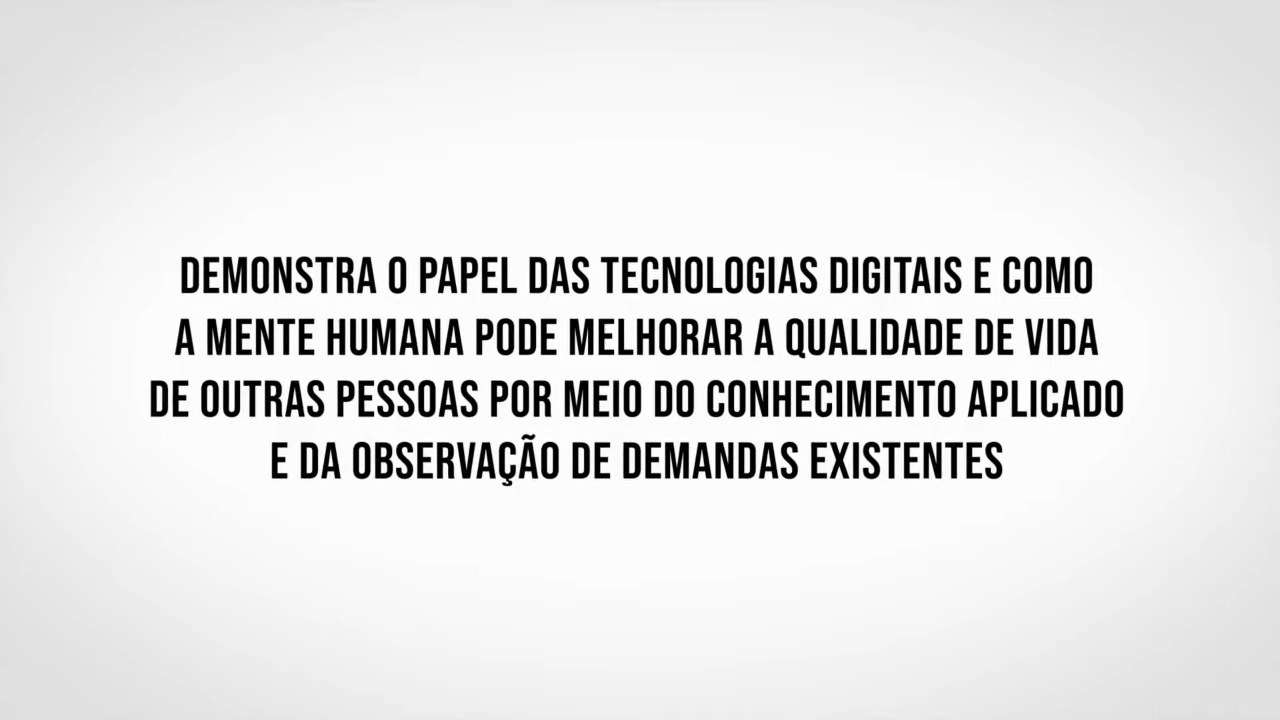 DEMONSTRA O PAPEL DAS TECNOLOGIAS DIGITAIS E COMO
A MENTE HUMANA PODE MELHORAR A QUALIDADE DE VIDA
DE OUTRAS PESSOAS POR MEIO DO CONHECIMENTO APLICADO
E DA OBSERVAÇÃO DE DEMANDAS EXISTENTES